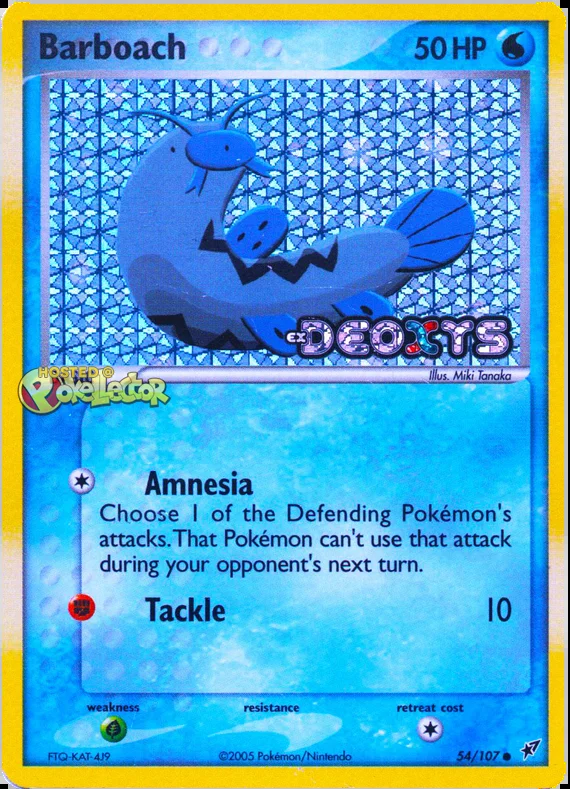 Barboach 50 HP
ex DEOXYS
Illus. Miki Tanaka
HOSTED @
PokéLLector
Amnesia
Choose 1 of the Defending Pokémon's
attacks. That Pokémon can't use that attack
during your opponent's next turn.
Tackle 10
weakness resistance retreat cost
FTQ-KAT-4J9 ©2005 Pokémon/Nintendo 54/107